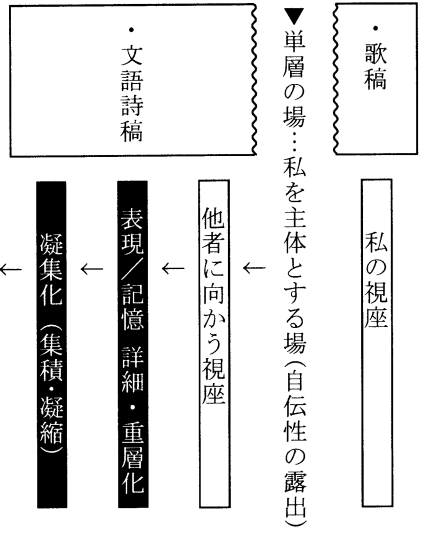 ・歌稿
私の視座
▼単層の場…私を主体とする場(自伝性の露出)
←
・文語詩稿
他者に向かう視座
←
表現／記憶 詳細・重層化
←
凝集化(集積・凝縮)
←